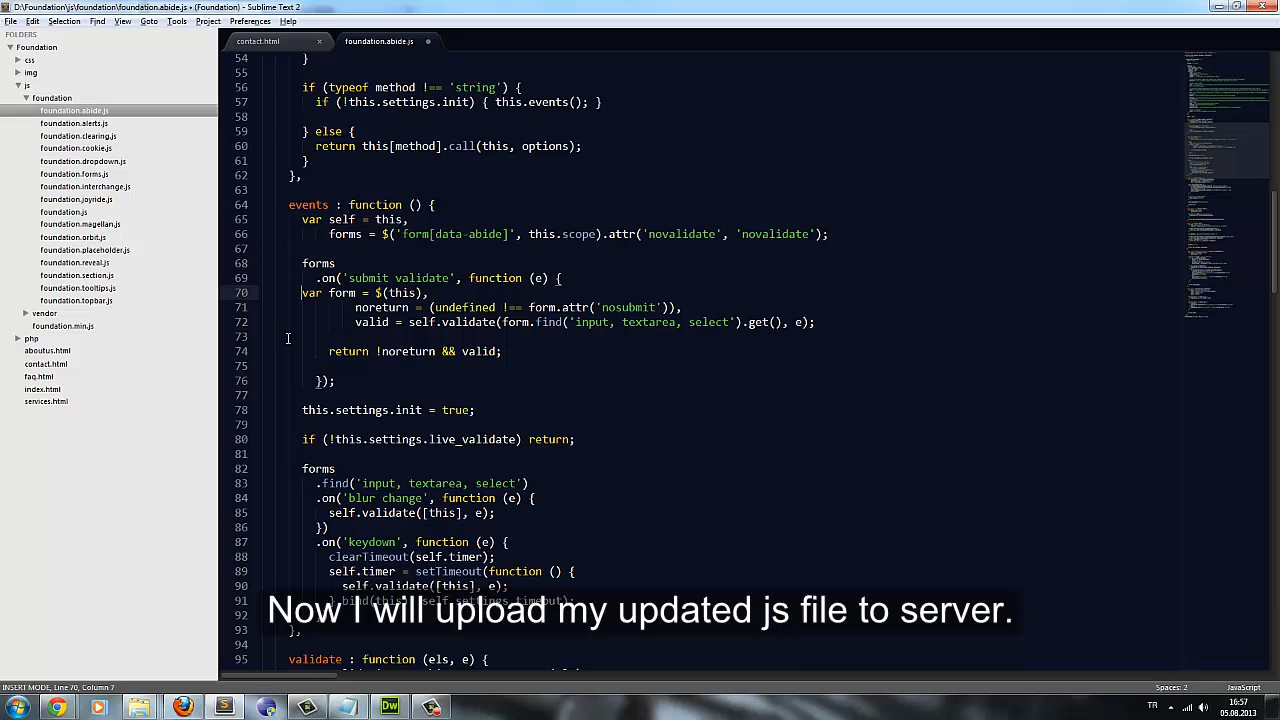 D:\Foundation\js\foundation\foundation.abide.js • (Foundation) - Sublime Text 2
File Edit Selection Find View Goto Tools Project Preferences Help
FOLDERS
Foundation
css
img
js
foundation
foundation.abide.js
foundation.alerts.js
foundation.clearing.js
foundation.cookie.js
foundation.dropdown.js
foundation.forms.js
foundation.interchange.js
foundation.joyride.js
foundation.js
foundation.magellan.js
foundation.orbit.js
foundation.placeholder.js
foundation.reveal.js
foundation.section.js
foundation.tooltips.js
foundation.topbar.js
vendor
foundation.min.js
php
aboutus.html
contact.html
faq.html
index.html
services.html
contact.html × foundation.abide.js •
54 }
55
56 if (typeof method !== 'string') {
57 if (!this.settings.init) { this.events(); }
58
59 } else {
60 return this[method].call(this, options);
61 }
62 },
63
64 events : function () {
65 var self = this,
66 forms = $('form[data-abide]', this.scope).attr('novalidate', 'novalidate');
67
68 forms
69 .on('submit validate', function (e) {
70 var form = $(this),
71 noreturn = (undefined != form.attr('nosubmit')),
72 valid = self.validate(form.find('input, textarea, select').get(), e);
73
74 return !noreturn && valid;
75
76 });
77
78 this.settings.init = true;
79
80 if (!this.settings.live_validate) return;
81
82 forms
83 .find('input, textarea, select')
84 .on('blur change', function (e) {
85 self.validate([this], e);
86 })
87 .on('keydown', function (e) {
88 clearTimeout(self.timer);
89 self.timer = setTimeout(function () {
90 self.validate([this], e);
91 }.bind(this), self.settings.timeout);
92 });
93 },
94
95 validate : function (els, e) {
Now I will upload my updated js file to server.
INSERT MODE, Line 70, Column 7 Spaces: 2 JavaScript
TR 16:57
05.08.2013